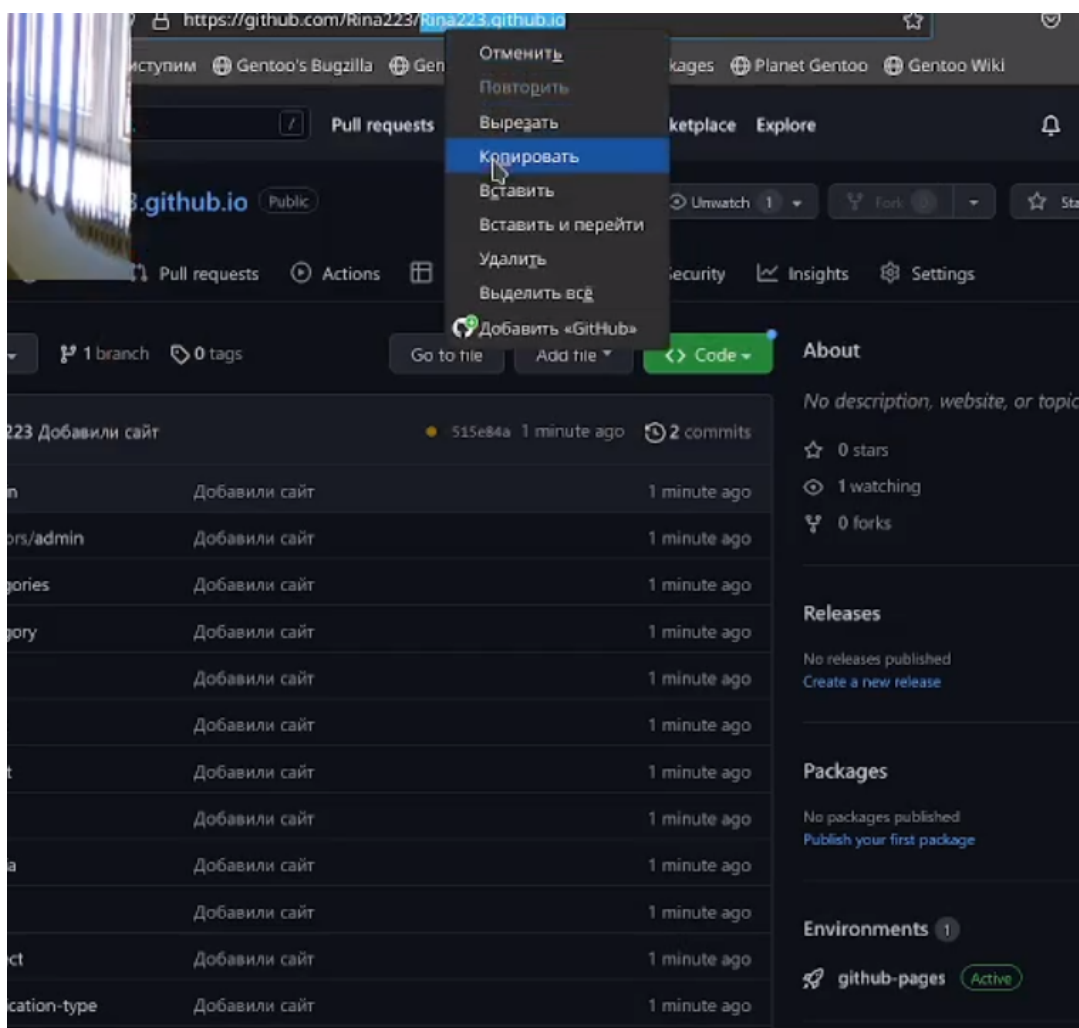 https://github.com/Rina223/Rina223.github.io
иступим Gentoo's Bugzilla Gen kages Planet Gentoo Gentoo Wiki
Отменить
Повторить
Вырезать
Копировать
Вставить
Вставить и перейти
Удалить
Выделить всё
Добавить «GitHub»
/ Pull requests ketplace Explore
3.github.io Public Unwatch 1 Fork 0 Sta
Pull requests Actions ecurity Insights Settings
1 branch 0 tags Go to file Add file Code
223 Добавили сайт 515e84a 1 minute ago 2 commits
n Добавили сайт 1 minute ago
ors/admin Добавили сайт 1 minute ago
gories Добавили сайт 1 minute ago
gory Добавили сайт 1 minute ago
Добавили сайт 1 minute ago
Добавили сайт 1 minute ago
t Добавили сайт 1 minute ago
Добавили сайт 1 minute ago
a Добавили сайт 1 minute ago
Добавили сайт 1 minute ago
ct Добавили сайт 1 minute ago
cation-type Добавили сайт 1 minute ago
About
No description, website, or topic
0 stars
1 watching
0 forks
Releases
No releases published
Create a new release
Packages
No packages published
Publish your first package
Environments 1
github-pages Active